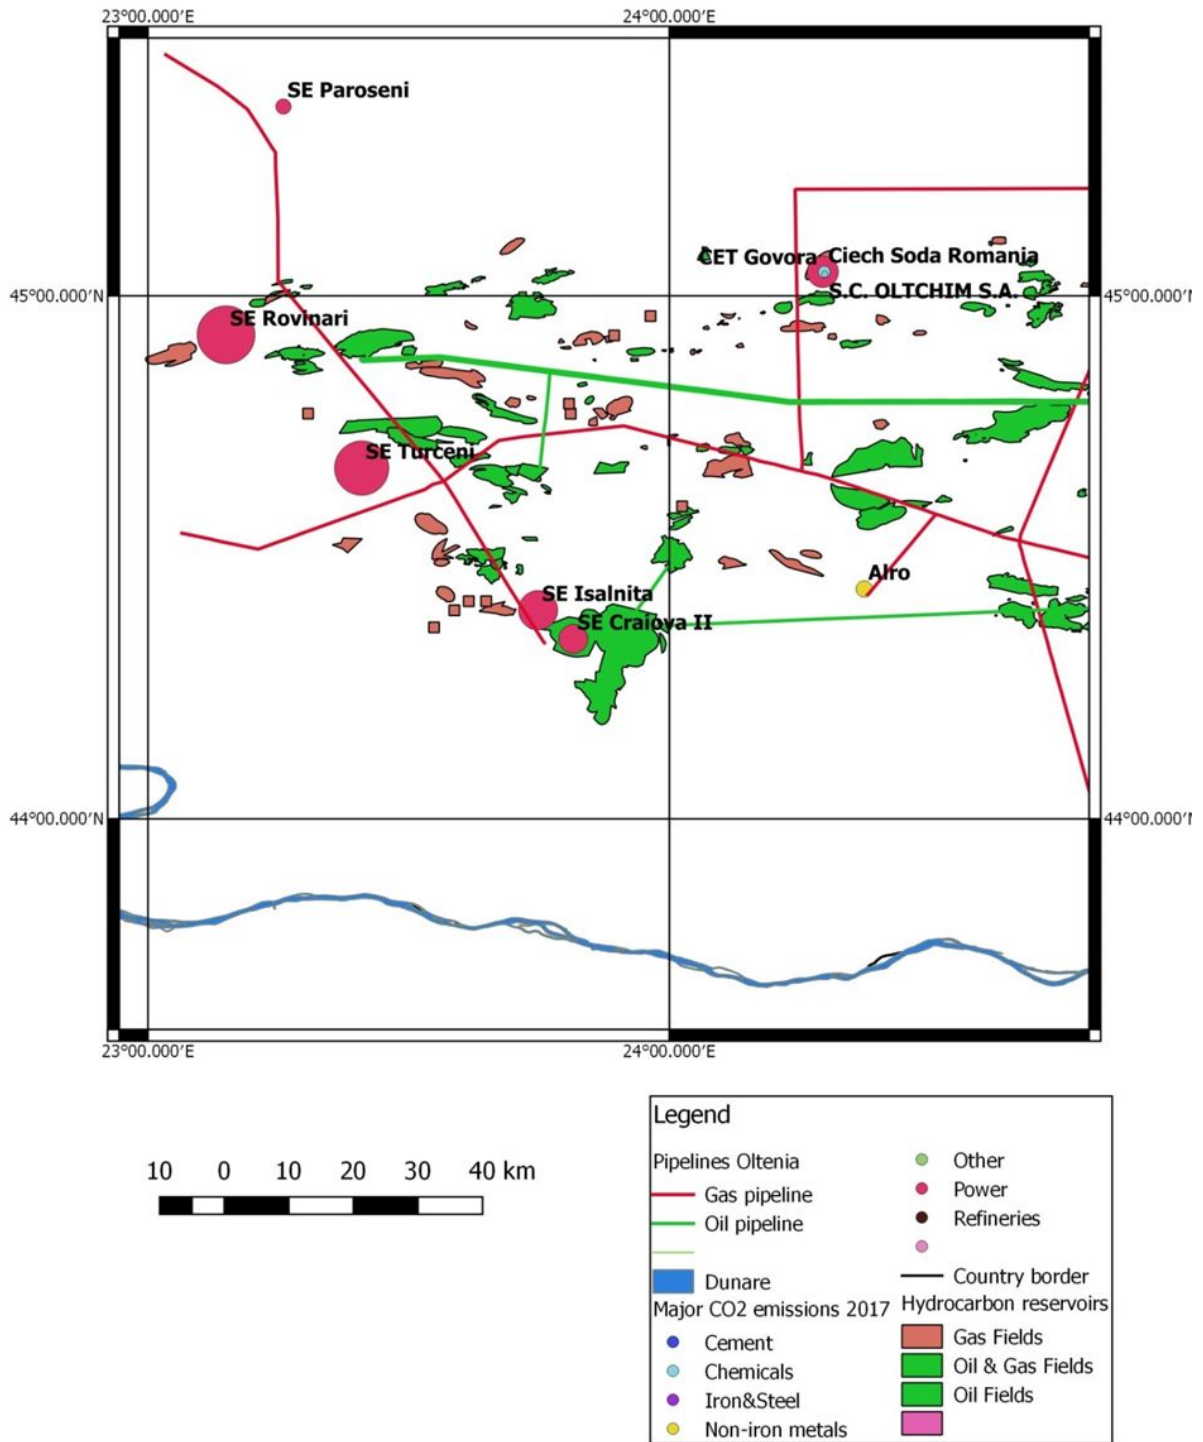 23°00.000'E 24°00.000'E
SE Paroseni
CET Govora Ciech Soda Romania
45°00.000'N 45°00.000'N
S.C. OLTCHIM S.A.
SE Rovinari
SE Turceni
Alro
SE Isalnita
SE Craiova II
44°00.000'N 44°00.000'N
23°00.000'E 24°00.000'E
10 0 10 20 30 40 km
Legend
Pipelines Oltenia
Gas pipeline
Oil pipeline
Dunare
Major CO2 emissions 2017
Cement
Chemicals
Iron&Steel
Non-iron metals
Other
Power
Refineries
Country border
Hydrocarbon reservoirs
Gas Fields
Oil & Gas Fields
Oil Fields